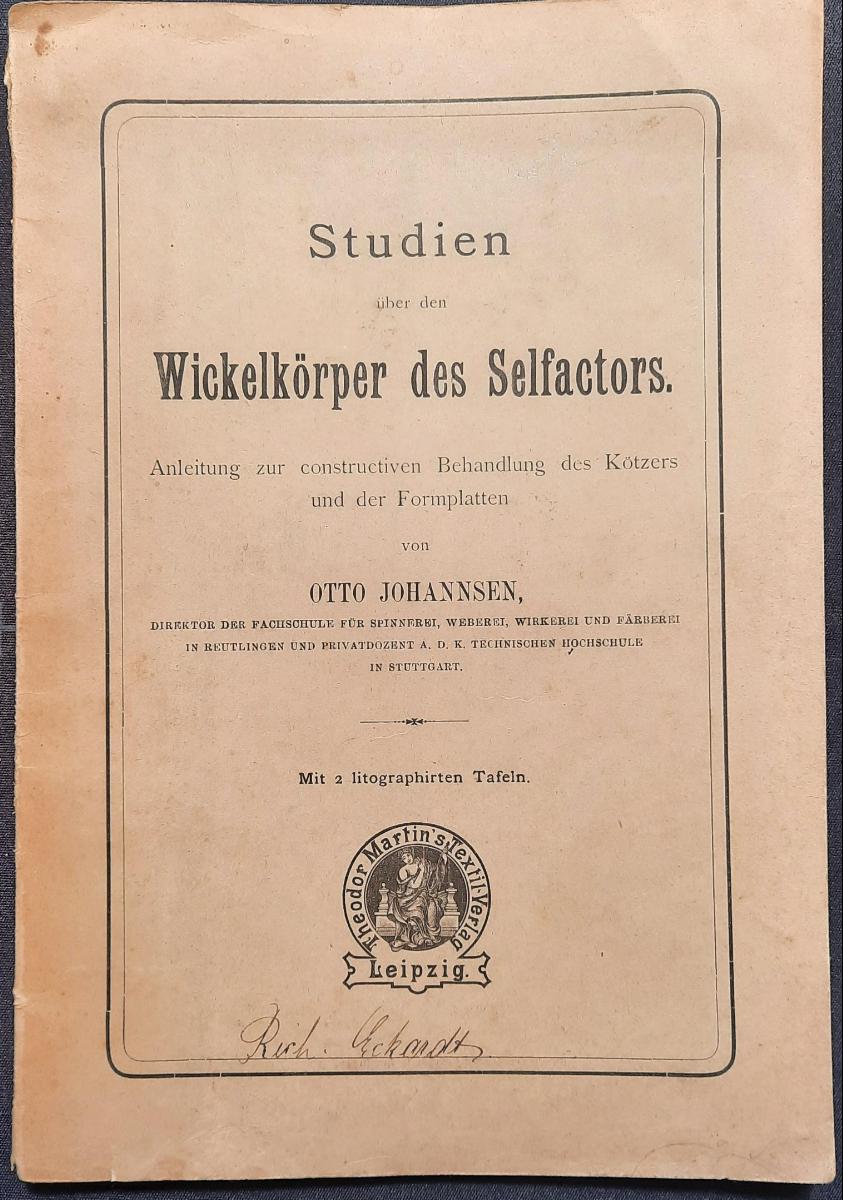 Studien
über den
Wickelkörper des Selfactors.
Anleitung zur constructiven Behandlung des Kötzers
und der Formplatten
von
OTTO JOHANNSEN,
DIREKTOR DER FACHSCHULE FÜR SPINNEREI, WEBEREI, WIRKEREI UND FÄRBEREI
IN REUTLINGEN UND PRIVATDOZENT A. D. K. TECHNISCHEN HOCHSCHULE
IN STUTTGART.
Mit 2 litographirten Tafeln.
Theodor Martin's Textil-Verlag
Leipzig.
Rich. Eckardt